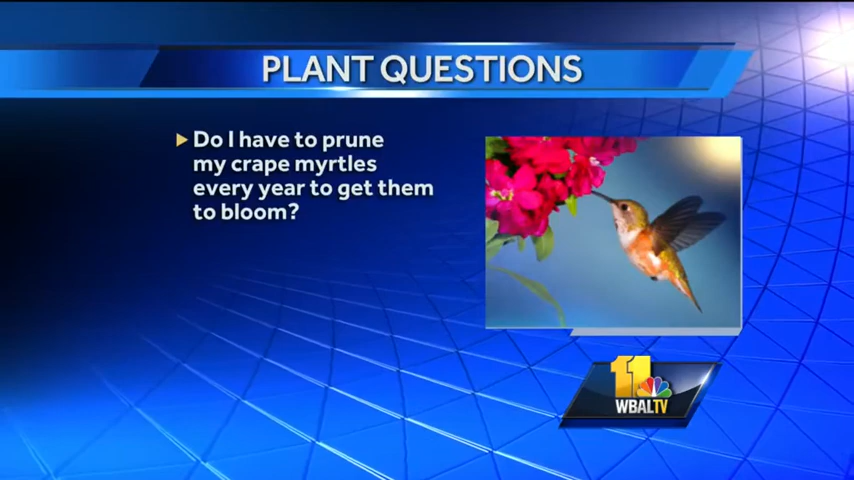 PLANT QUESTIONS
Do I have to prune
my crape myrtles
every year to get them
to bloom?
11
WBALTV